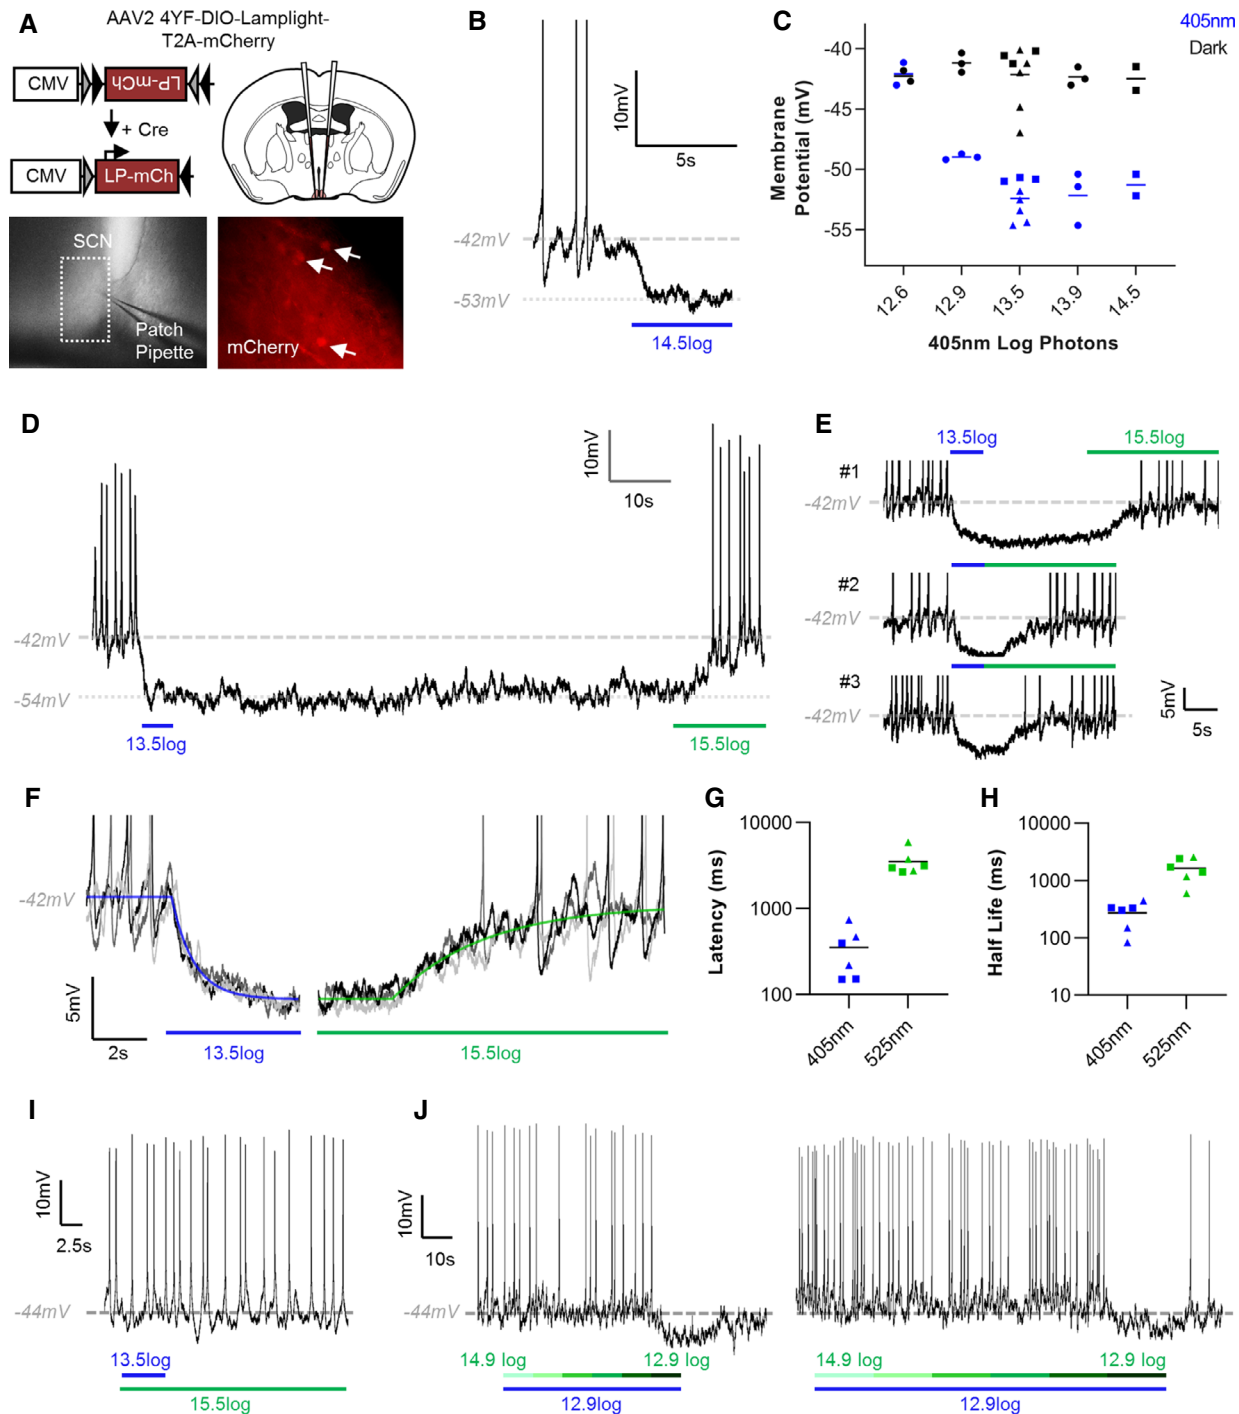 A
AAV2 4YF-DIO-Lamplight-
T2A-mCherry
CMV
LP-mCh
+ Cre
CMV
LP-mCh
SCN
Patch
Pipette
mCherry
B
10mV
5s
-42mV
-53mV
14.5log
C
405nm
Dark
Membrane
Potential (mV)
-40
-45
-50
-55
12.6
12.9
13.5
13.9
14.5
405nm Log Photons
D
10mV
10s
-42mV
-54mV
13.5log
15.5log
E
13.5log
15.5log
#1
-42mV
#2
-42mV
#3
-42mV
5mV
5s
F
-42mV
5mV
2s
13.5log
15.5log
G
Latency (ms)
10000
1000
100
405nm
525nm
H
Half Life (ms)
10000
1000
100
10
405nm
525nm
I
10mV
2.5s
-44mV
13.5log
15.5log
J
10mV
10s
-44mV
14.9 log
12.9 log
12.9log
14.9 log
12.9 log
12.9log